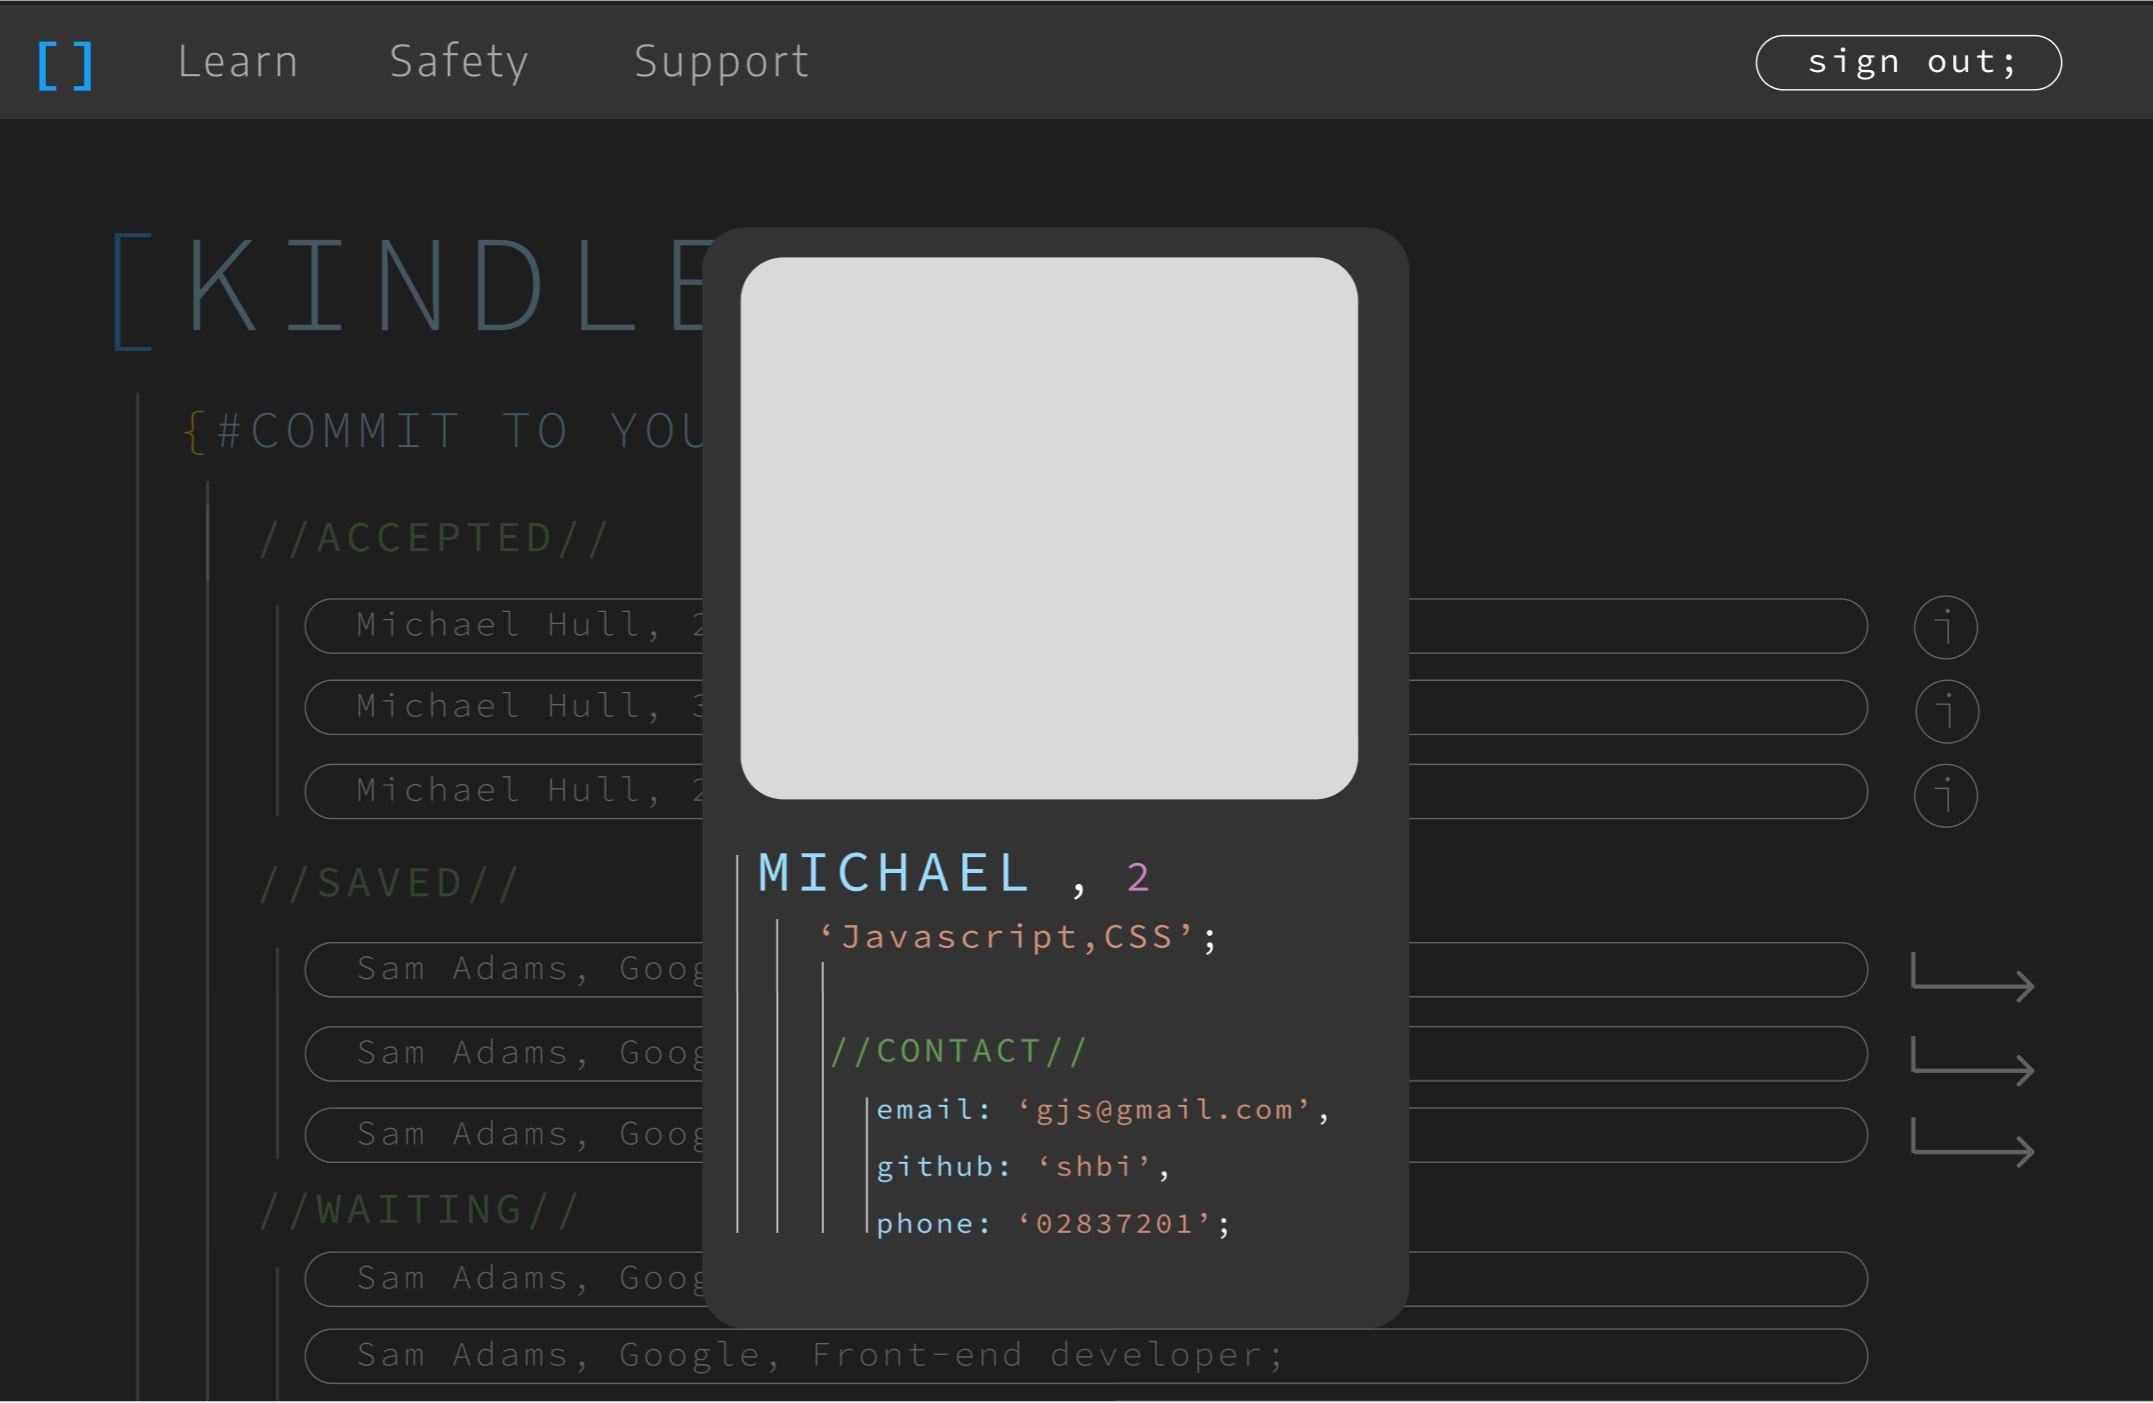 [] Learn Safety Support sign out;
[KINDLE
{#COMMIT TO YOU
//ACCEPTED//
Michael Hull, 2
i
Michael Hull, 3
i
Michael Hull, 2
i
//SAVED//
Sam Adams, Goog
Sam Adams, Goog
Sam Adams, Goog
//WAITING//
Sam Adams, Goog
Sam Adams, Google, Front-end developer;
MICHAEL , 2
‘Javascript,CSS’;
//CONTACT//
email: ‘gjs@gmail.com’,
github: ‘shbi’,
phone: ‘02837201’;